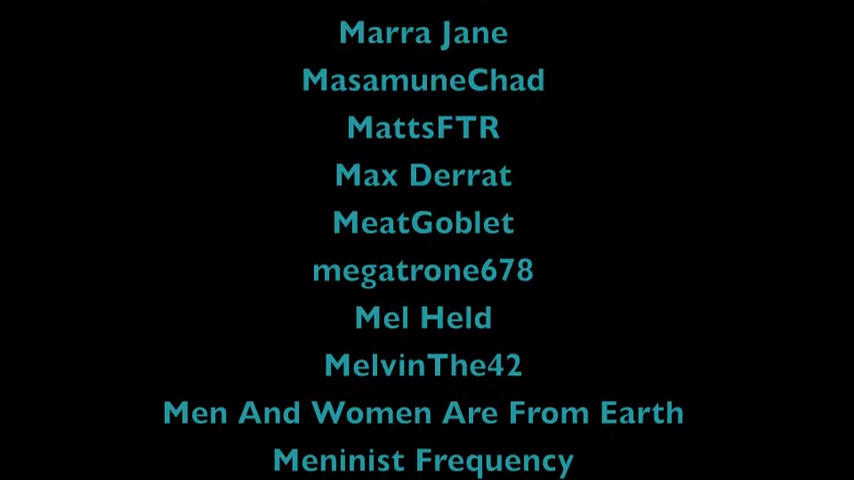 Marra Jane
MasamuneChad
MattsFTR
Max Derrat
MeatGoblet
megatrone678
Mel Held
MelvinThe42
Men And Women Are From Earth
Meninist Frequency